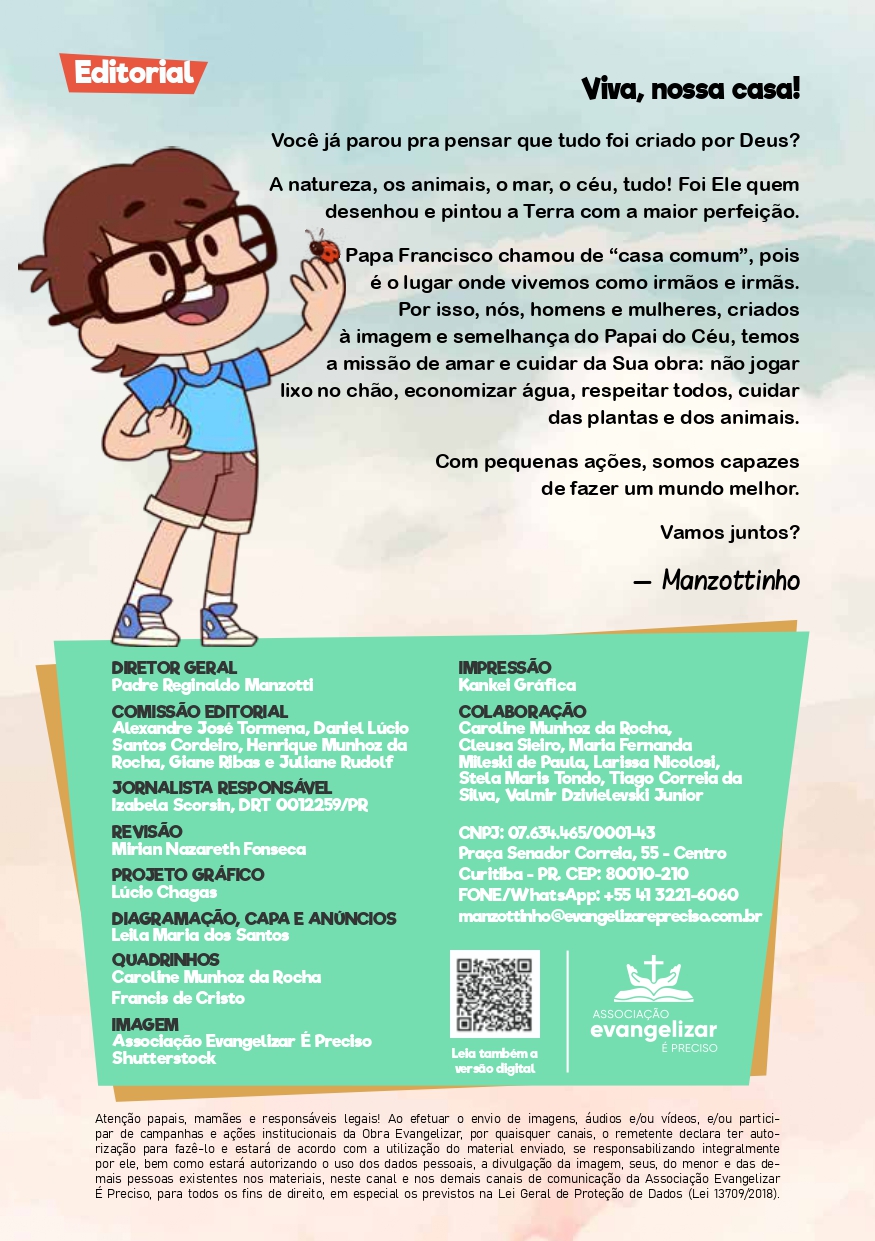 Editorial
Viva, nossa casa!
Você já parou pra pensar que tudo foi criado por Deus?
A natureza, os animais, o mar, o céu, tudo! Foi Ele quem
desenhou e pintou a Terra com a maior perfeição.
Papa Francisco chamou de “casa comum”, pois
é o lugar onde vivemos como irmãos e irmãs.
Por isso, nós, homens e mulheres, criados
à imagem e semelhança do Papai do Céu, temos
a missão de amar e cuidar da Sua obra: não jogar
lixo no chão, economizar água, respeitar todos, cuidar
das plantas e dos animais.
Com pequenas ações, somos capazes
de fazer um mundo melhor.
Vamos juntos?
— Manzottinho
DIRETOR GERAL
Padre Reginaldo Manzotti
COMISSÃO EDITORIAL
Alexandre José Tormena, Daniel Lúcio
Santos Cordeiro, Henrique Munhoz da
Rocha, Giane Ribas e Juliane Rudolf
JORNALISTA RESPONSÁVEL
Izabela Scorsin, DRT 0012259/PR
REVISÃO
Mirian Nazareth Fonseca
PROJETO GRÁFICO
Lúcio Chagas
DIAGRAMAÇÃO, CAPA E ANÚNCIOS
Leila Maria dos Santos
QUADRINHOS
Caroline Munhoz da Rocha
Francis de Cristo
IMAGEM
Associação Evangelizar É Preciso
Shutterstock
IMPRESSÃO
Kankei Gráfica
COLABORAÇÃO
Caroline Munhoz da Rocha,
Cleusa Sieiro, Maria Fernanda
Mileski de Paula, Larissa Nicolosi,
Stela Maris Tondo, Tiago Correia da
Silva, Valmir Dzivielevski Junior
CNPJ: 07.634.465/0001-43
Praça Senador Correia, 55 - Centro
Curitiba - PR. CEP: 80010-210
FONE/WhatsApp: +55 41 3221-6060
manzottinho@evangelizarepreciso.com.br
Leia também a
versão digital
ASSOCIAÇÃO
evangelizar
É PRECISO
Atenção papais, mamães e responsáveis legais! Ao efetuar o envio de imagens, áudios e/ou vídeos, e/ou partici-
par de campanhas e ações institucionais da Obra Evangelizar, por quaisquer canais, o remetente declara ter auto-
rização para fazê-lo e estará de acordo com a utilização do material enviado, se responsabilizando integralmente
por ele, bem como estará autorizando o uso dos dados pessoais, a divulgação da imagem, seus, do menor e das de-
mais pessoas existentes nos materiais, neste canal e nos demais canais de comunicação da Associação Evangelizar
É Preciso, para todos os fins de direito, em especial os previstos na Lei Geral de Proteção de Dados (Lei 13709/2018).